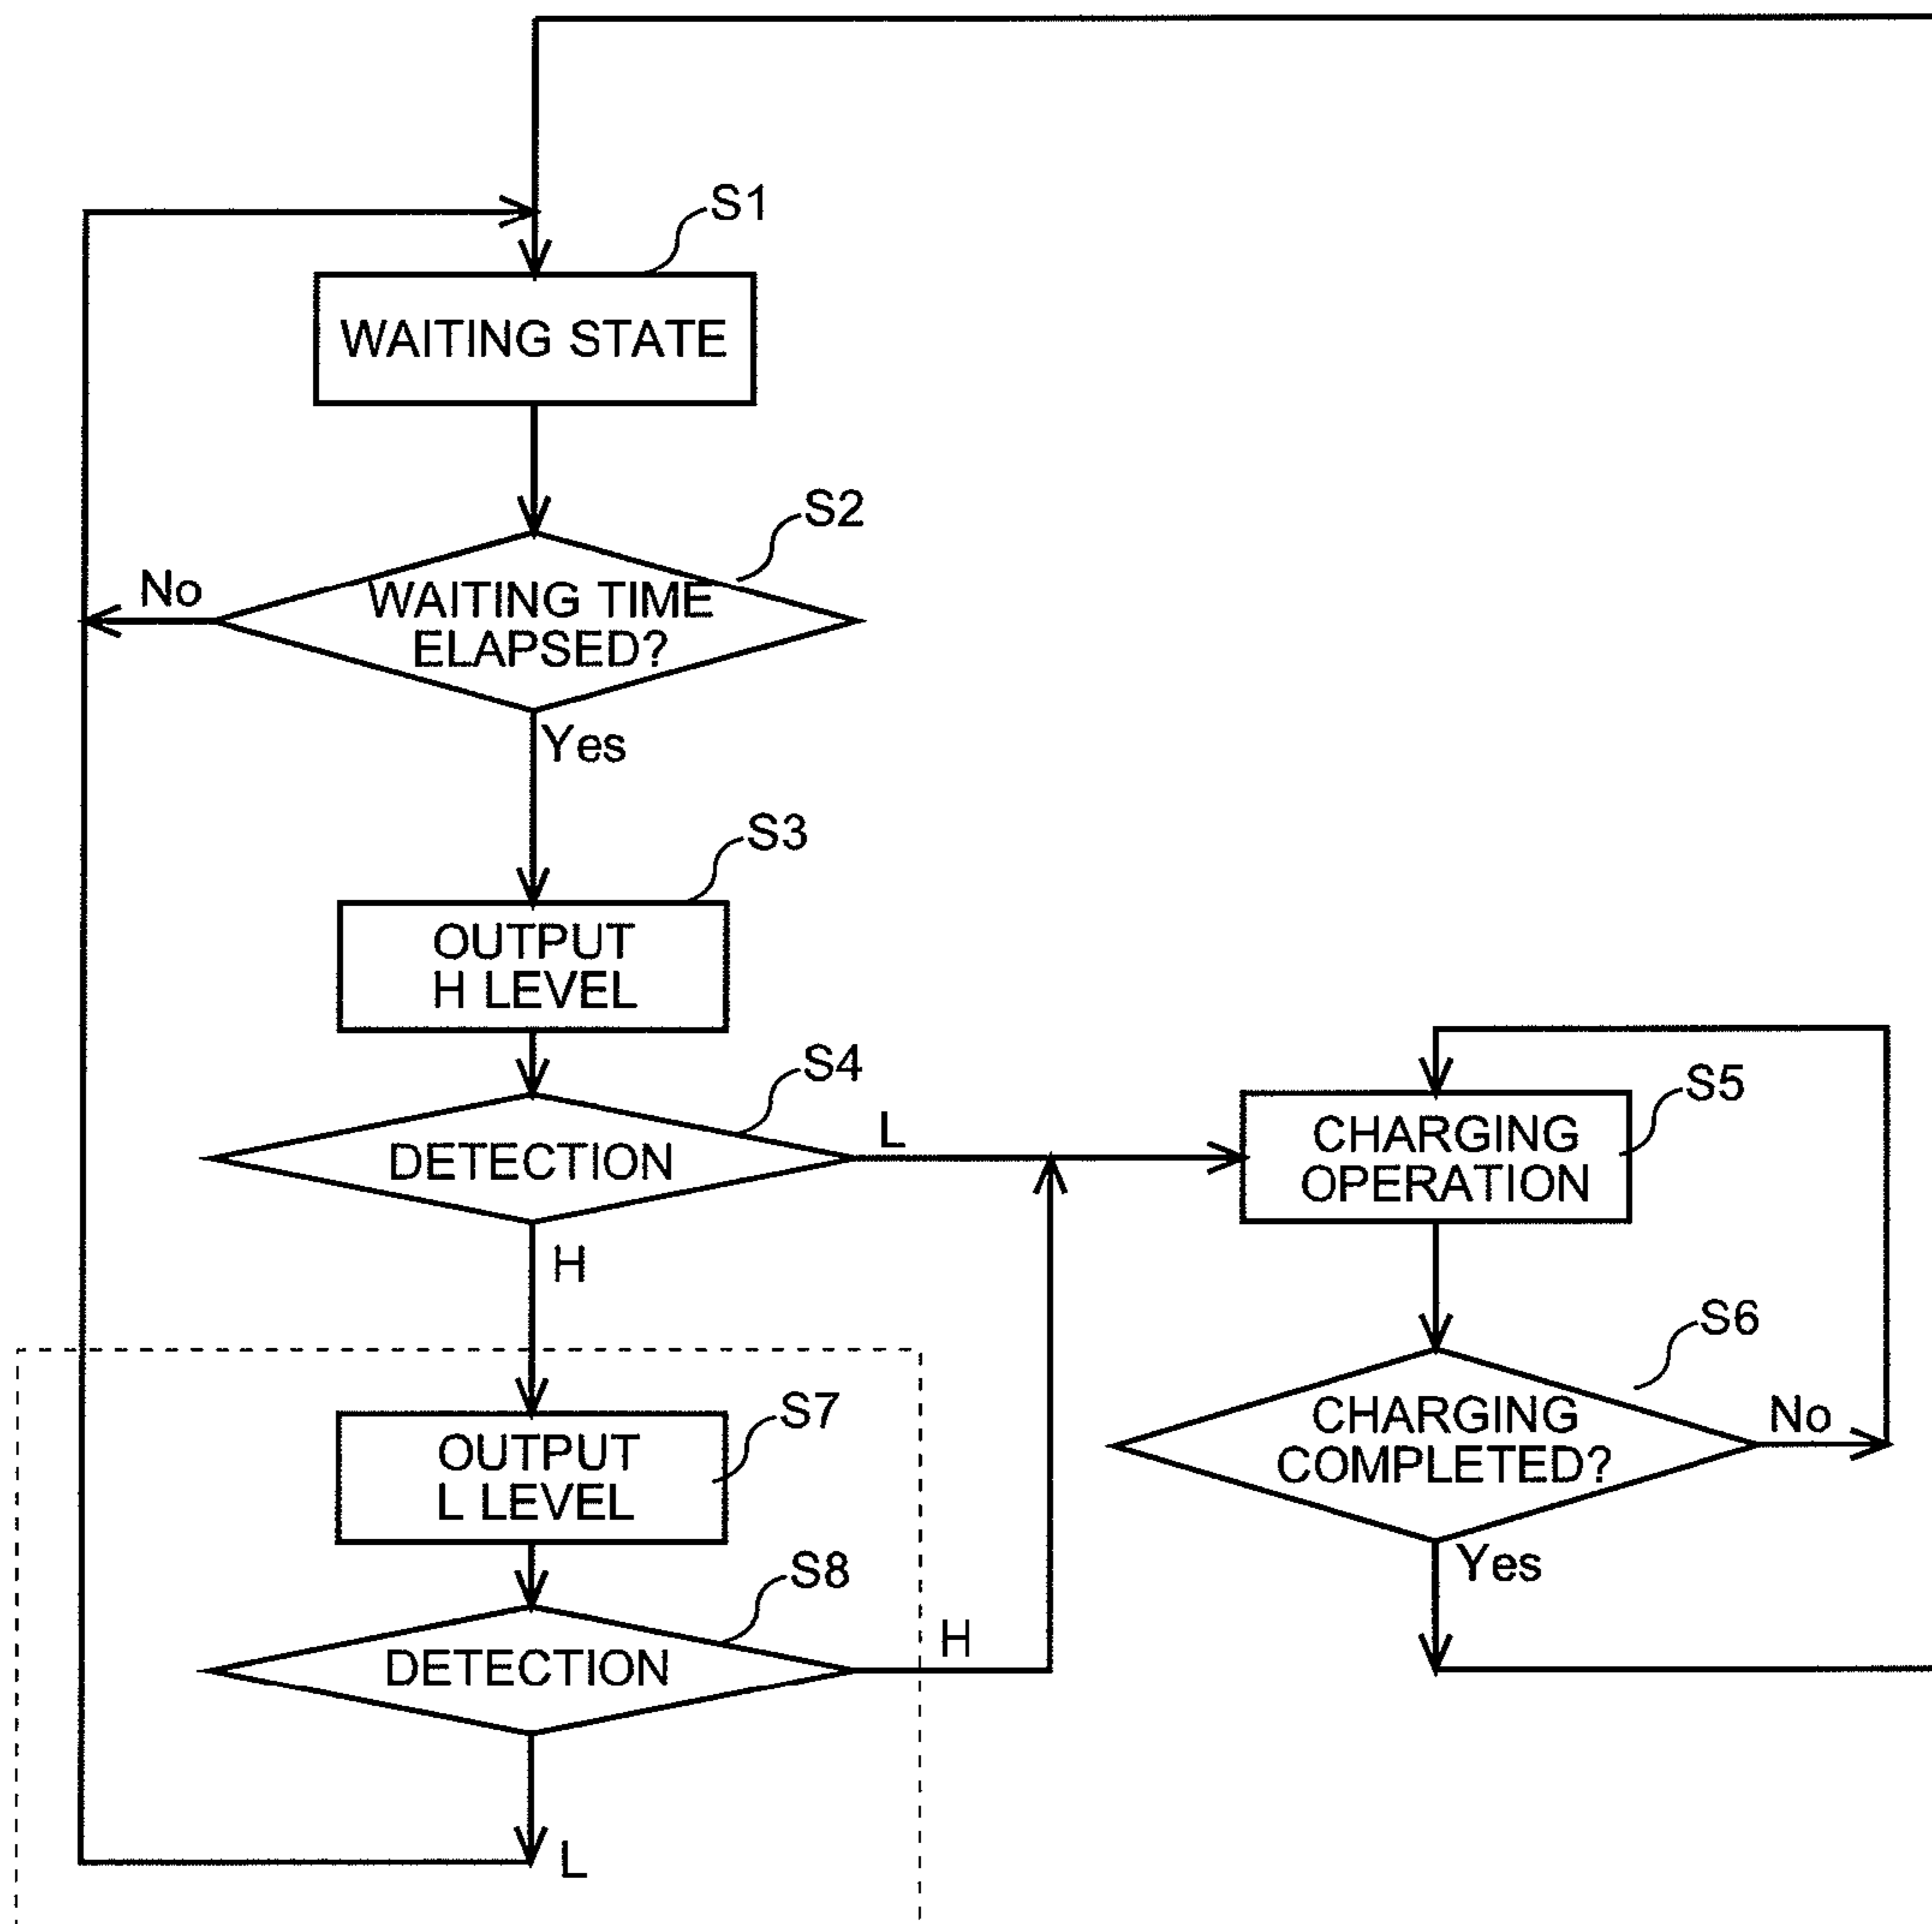 S1
WAITING STATE
S2
No
WAITING TIME
ELAPSED?
Yes
S3
OUTPUT
H LEVEL
S4
DETECTION
L
H
S5
CHARGING
OPERATION
S6
CHARGING
COMPLETED?
No
Yes
S7
OUTPUT
L LEVEL
S8
DETECTION
H
L